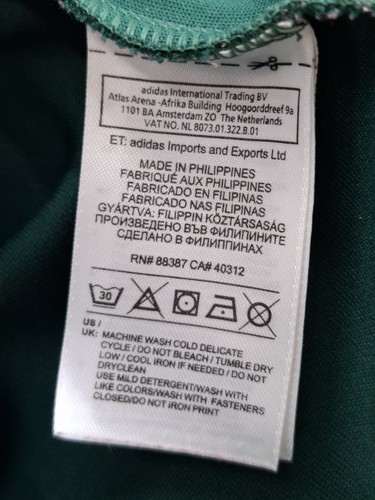 adidas International Trading BV
Atlas Arena -Afrika Building Hoogoorddreef 9a
1101 BA Amsterdam ZO The Netherlands
VAT NO. NL 8073.01.322.B.01
ET: adidas Imports and Exports Ltd
MADE IN PHILIPPINES
FABRIQUÉ AUX PHILIPPINES
FABRICADO EN FILIPINAS
FABRICADO NAS FILIPINAS
GYÁRTVA: FILIPPIN KÖZTÁRSASÁG
ПРОИЗВЕДЕНО ВЪВ ФИЛИПИНИТЕ
СДЕЛАНО В ФИЛИППИНАХ
RN# 88387 CA# 40312
30
US /
UK: MACHINE WASH COLD DELICATE
CYCLE / DO NOT BLEACH / TUMBLE DRY
LOW / COOL IRON IF NEEDED / DO NOT
DRYCLEAN
USE MILD DETERGENT/WASH WITH
LIKE COLORS/WASH WITH FASTENERS
CLOSED/DO NOT IRON PRINT